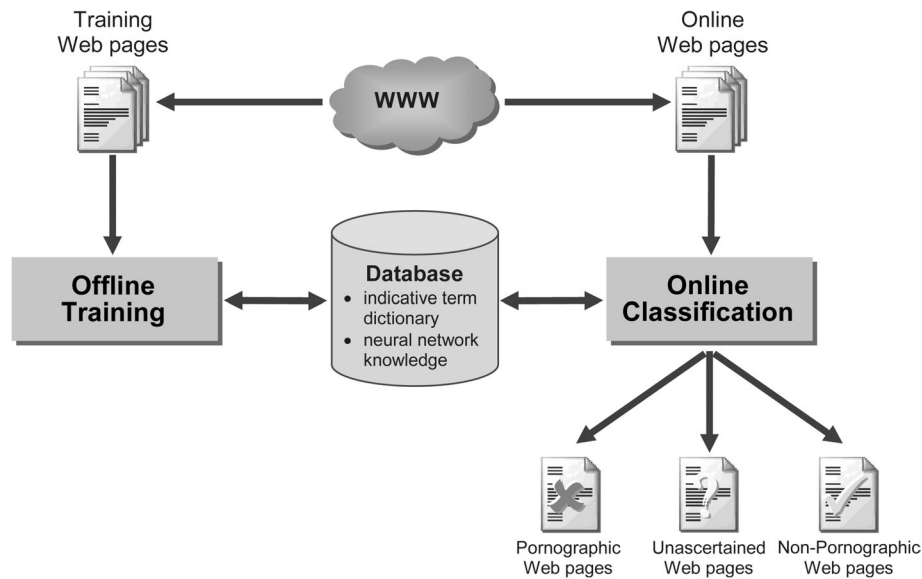 Training
Web pages
Online
Web pages
WWW
Offline
Training
Database
• indicative term
dictionary
• neural network
knowledge
Online
Classification
Pornographic
Web pages
Unascertained
Web pages
Non-Pornographic
Web pages